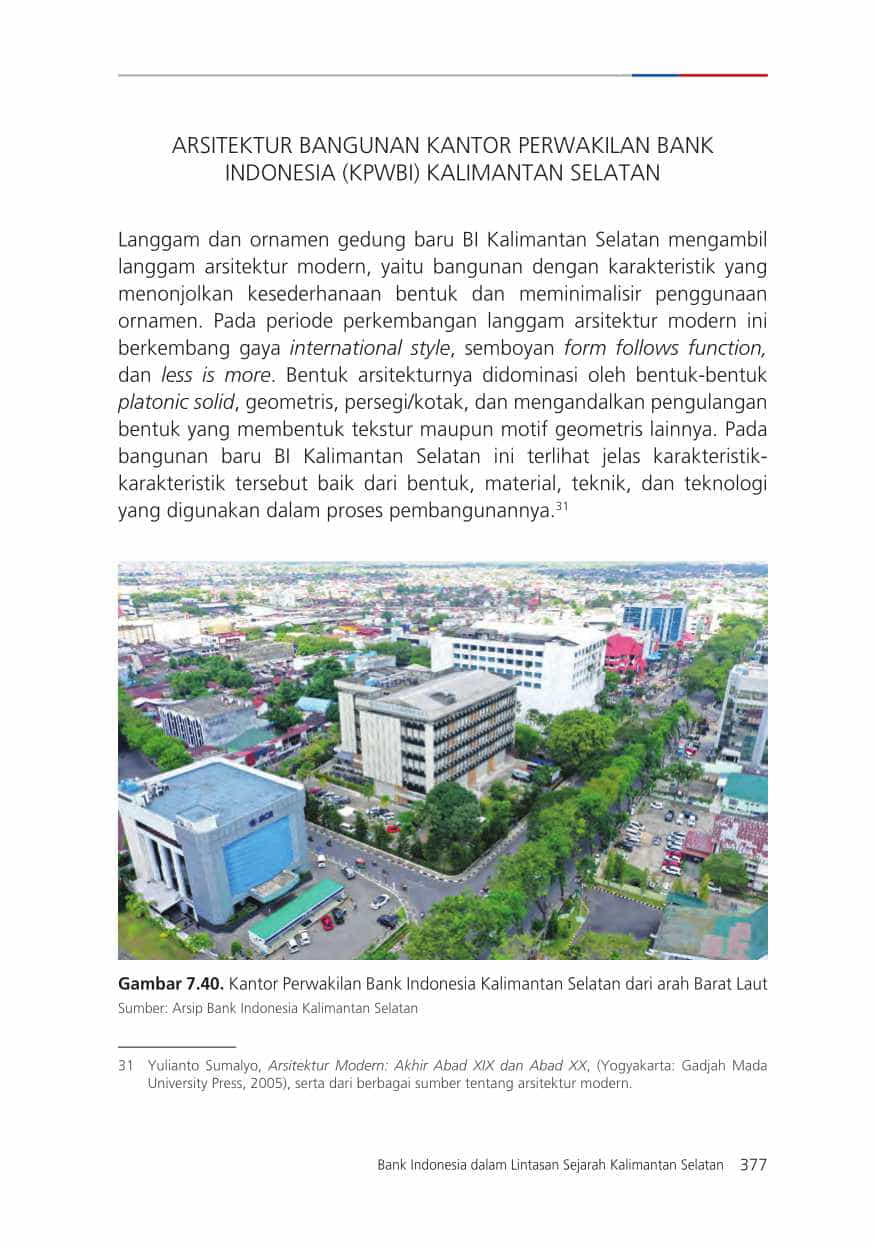 ARSITEKTUR BANGUNAN KANTOR PERWAKILAN BANK
INDONESIA (KPWBI) KALIMANTAN SELATAN
Langgam dan ornamen gedung baru BI Kalimantan Selatan mengambil
langgam arsitektur modern, yaitu bangunan dengan karakteristik yang
menonjolkan kesederhanaan bentuk dan meminimalisir penggunaan
ornamen. Pada periode perkembangan langgam arsitektur modern ini
berkembang gaya international style, semboyan form follows function,
dan less is more. Bentuk arsitekturnya didominasi oleh bentuk-bentuk
platonic solid, geometris, persegi/kotak, dan mengandalkan pengulangan
bentuk yang membentuk tekstur maupun motif geometris lainnya. Pada
bangunan baru BI Kalimantan Selatan ini terlihat jelas karakteristik-
karakteristik tersebut baik dari bentuk, material, teknik, dan teknologi
yang digunakan dalam proses pembangunannya.31
Gambar 7.40. Kantor Perwakilan Bank Indonesia Kalimantan Selatan dari arah Barat Laut
Sumber: Arsip Bank Indonesia Kalimantan Selatan
31 Yulianto Sumalyo, Arsitektur Modern: Akhir Abad XIX dan Abad XX, (Yogyakarta: Gadjah Mada
University Press, 2005), serta dari berbagai sumber tentang arsitektur modern.
Bank Indonesia dalam Lintasan Sejarah Kalimantan Selatan 377